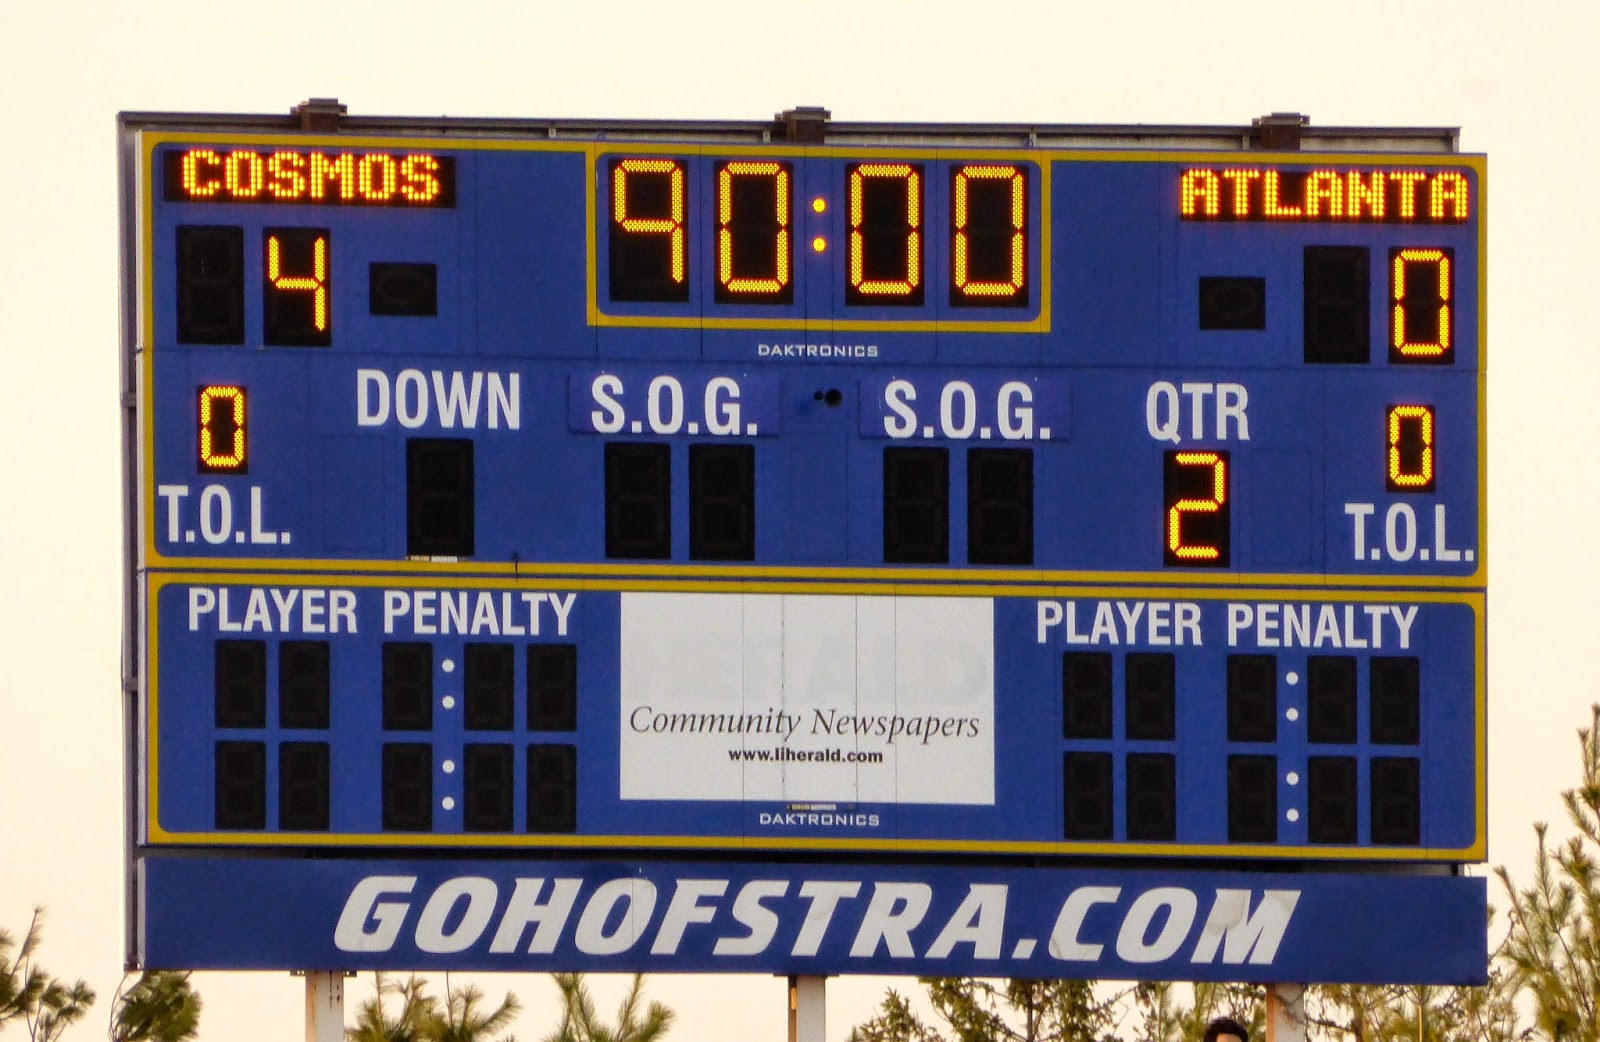 COSMOS 90:00 ATLANTA
4 0
DAKTRONICS
0 DOWN S.O.G. S.O.G. QTR 0
T.O.L. 2 T.O.L.
PLAYER PENALTY PLAYER PENALTY
Community Newspapers
www.liherald.com
DAKTRONICS
GOHOFSTRA.COM